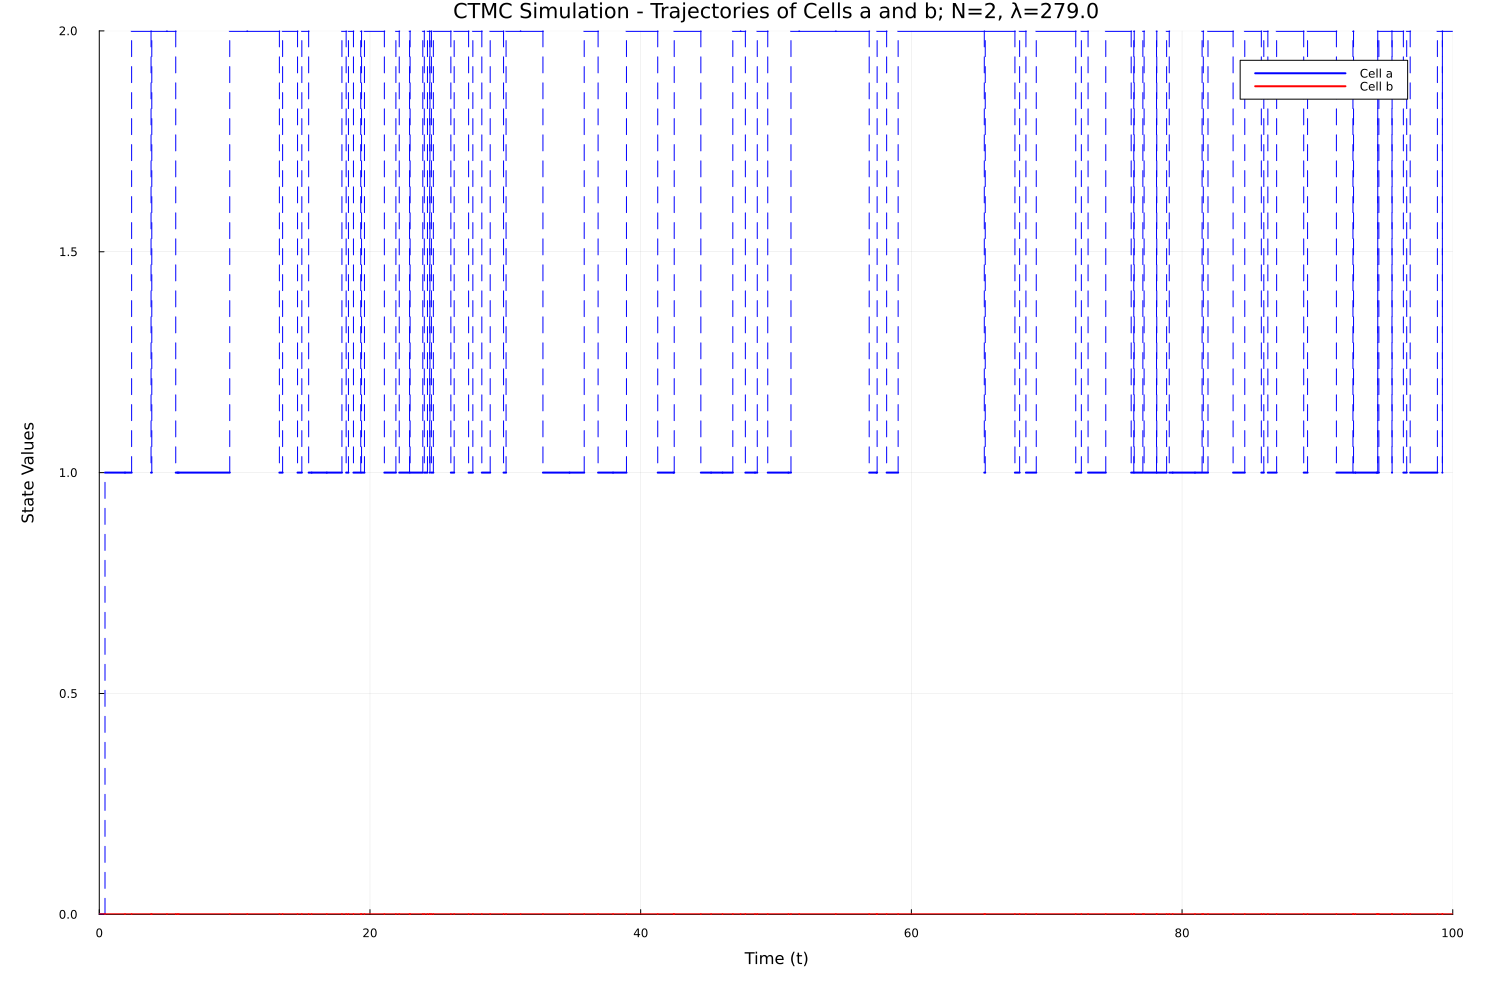 CTMC Simulation - Trajectories of Cells a and b; N=2, λ=279.0
2.0
Cell a
Cell b
1.5
1.0
State Values
0.5
0.0
0 20 40 60 80 100
Time (t)